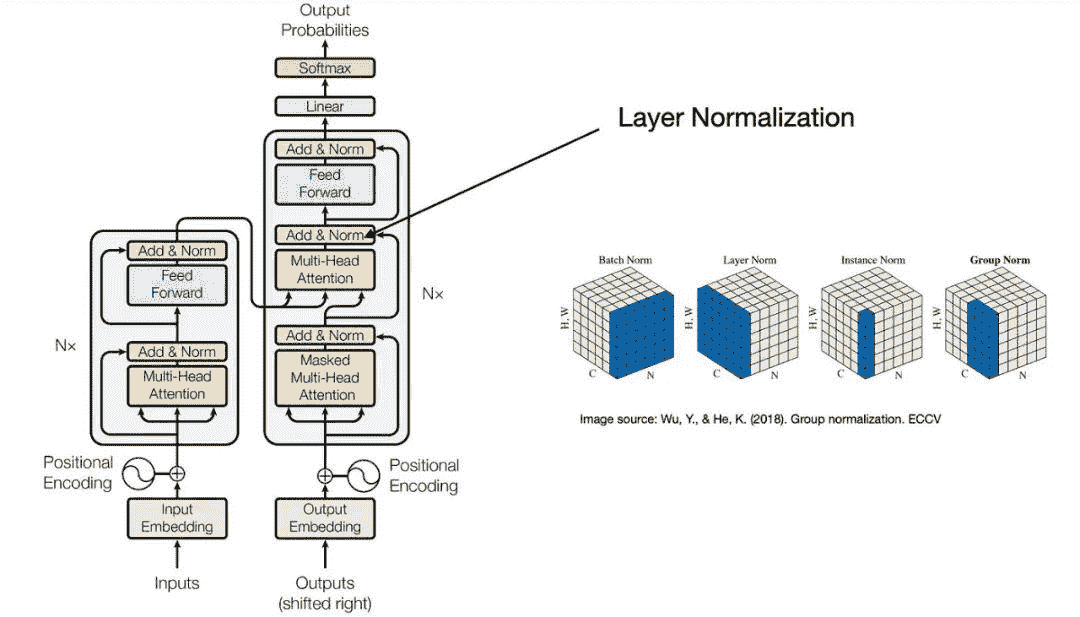 Output
Probabilities
Softmax
Linear
Add & Norm
Feed
Forward
Add & Norm
Multi-Head
Attention
Add & Norm
Masked
Multi-Head
Attention
Nx
Add & Norm
Feed
Forward
Add & Norm
Multi-Head
Attention
Nx
Positional
Encoding
Positional
Encoding
Input
Embedding
Output
Embedding
Inputs
Outputs
(shifted right)
Layer Normalization
Batch Norm
H, W
C
N
Layer Norm
H, W
C
N
Instance Norm
H, W
C
N
Group Norm
H, W
C
N
Image source: Wu, Y., & He, K. (2018). Group normalization. ECCV